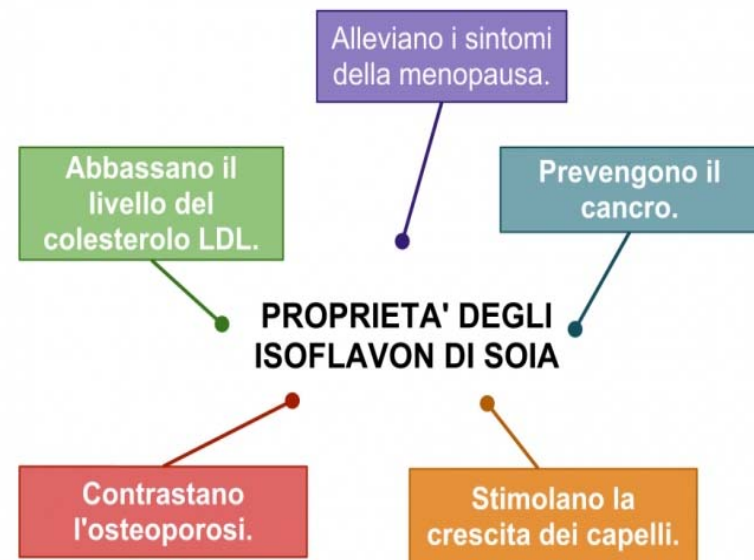 Alleviano i sintomi
della menopausa.
Abbassano il
livello del
colesterolo LDL.
Prevengono il
cancro.
PROPRIETA' DEGLI
ISOFLAVON DI SOIA
Contrastano
l'osteoporosi.
Stimolano la
crescita dei capelli.